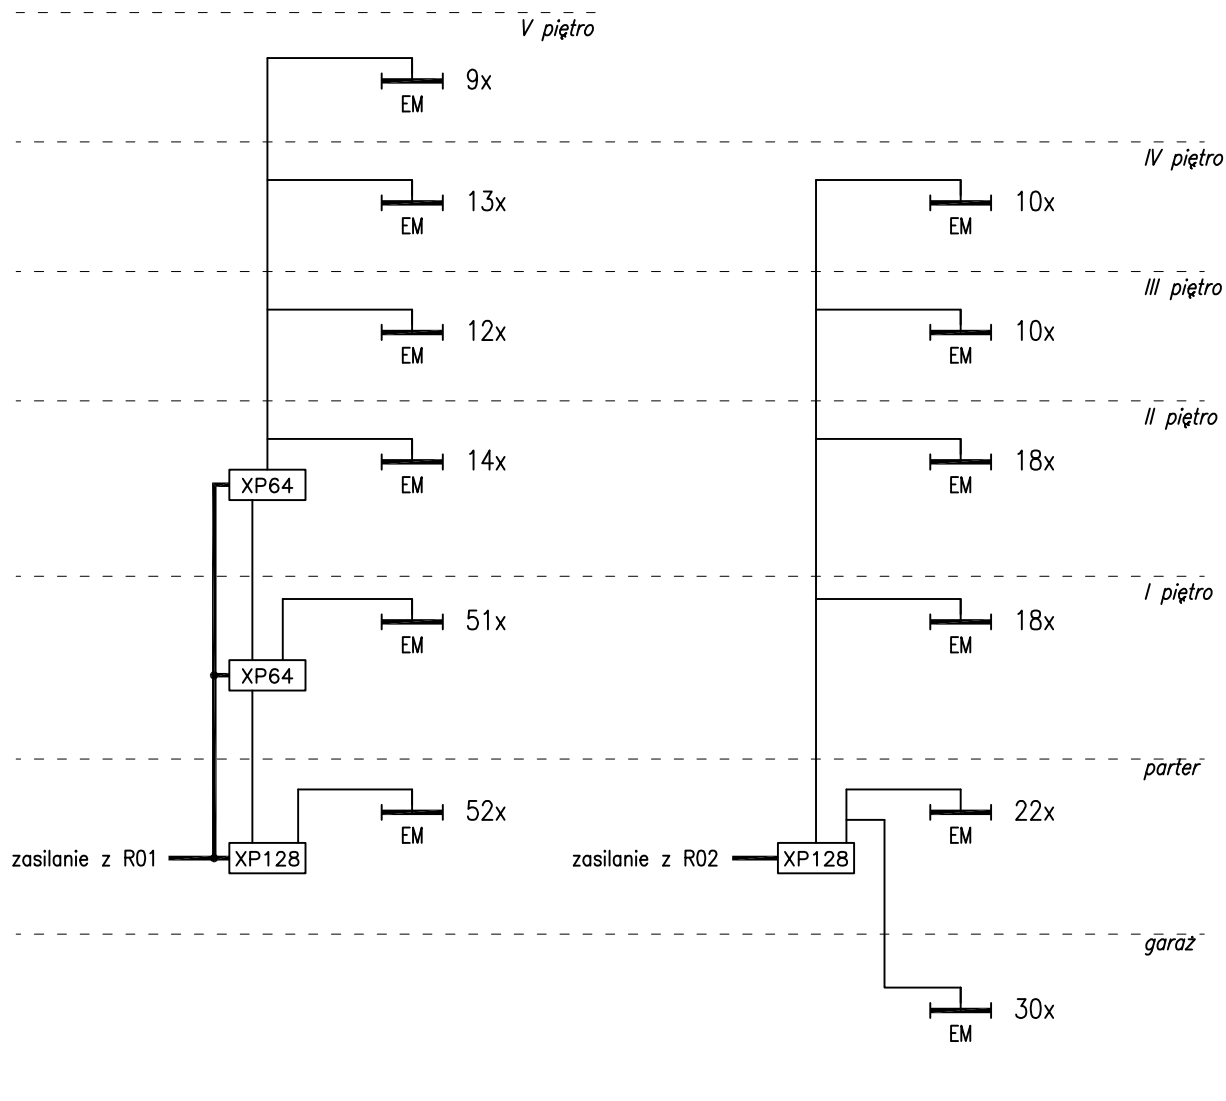 V piętro
9x
EM
IV piętro
13x
EM
10x
EM
III piętro
12x
EM
10x
EM
II piętro
14x
EM
18x
EM
XP64
I piętro
51x
EM
18x
EM
XP64
parter
52x
EM
22x
EM
zasilanie z R01
XP128
zasilanie z R02
XP128
garaż
30x
EM